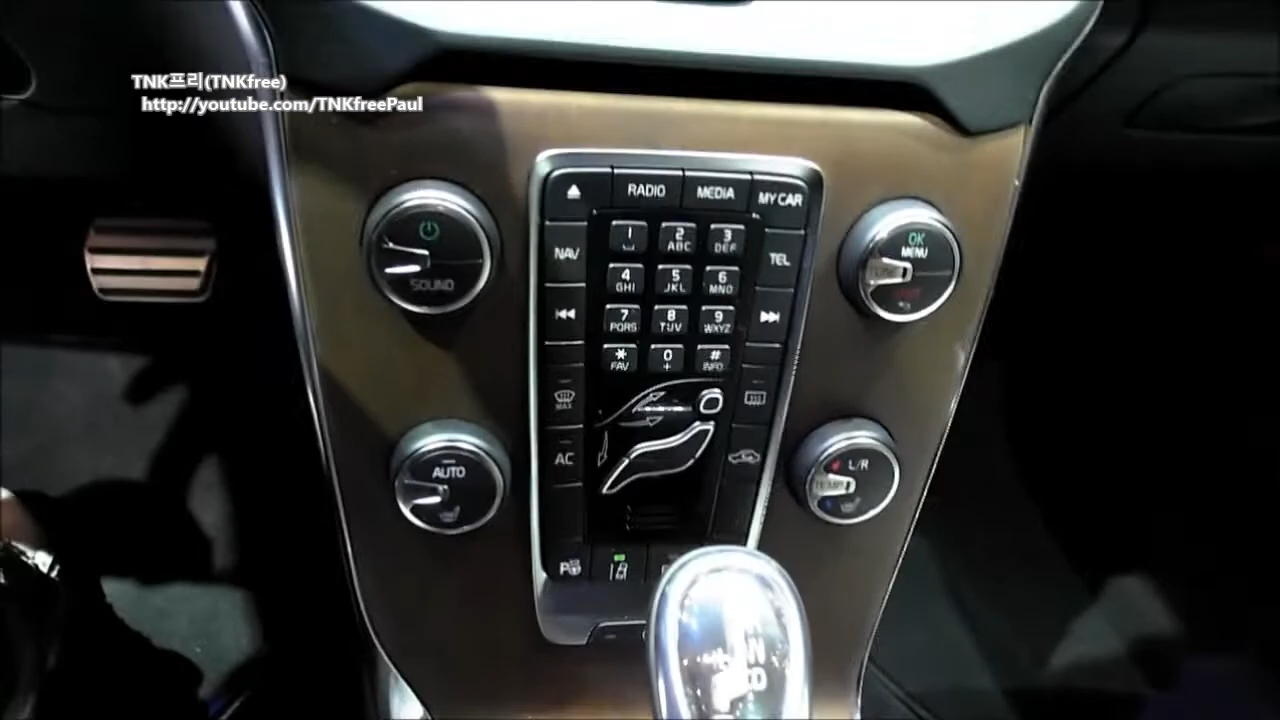 TNK프리(TNKfree)
http://youtube.com/TNKfreePaul
RADIO MEDIA MY CAR
NAV
1
2 ABC
3 DEF
TEL
4 GHI
5 JKL
6 MNO
7 PQRS
8 TUV
9 WXYZ
* FAV
0 +
# INFO
SOUND
OK
MENU
MAX
AC
AUTO
L/R
TEMP